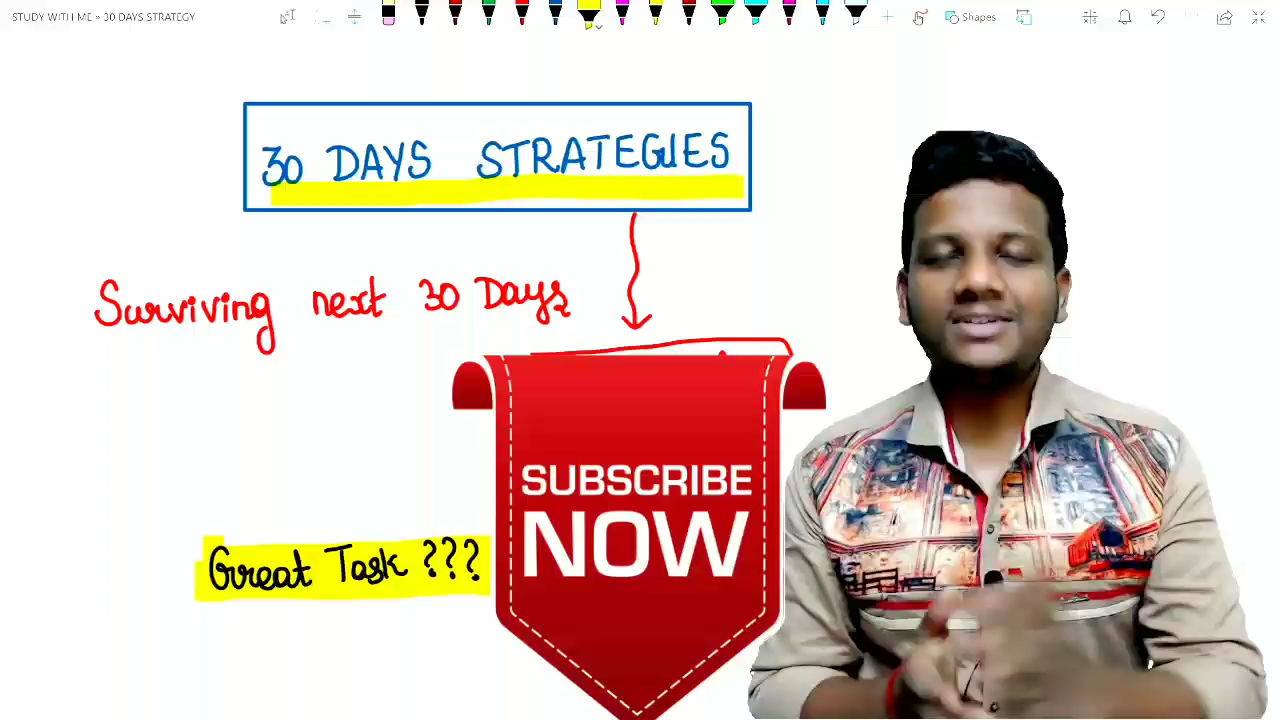 STUDY WITH ME » 30 DAYS STRATEGY
Shapes
30 DAYS STRATEGIES
Surviving next 30 Days
SUBSCRIBE
NOW
Great Task ???